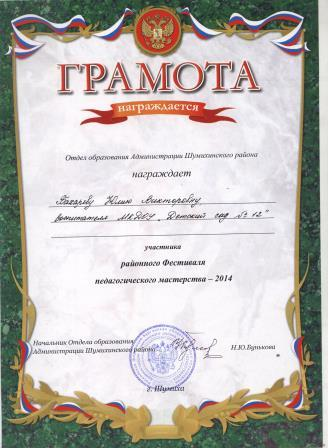 ГРАМОТА
награждается
Отдел образования Администрации Шумихинского района
награждает
Юлию Викторовну
воспитателя МКДОУ „Детский сад № 12"
участника
районного Фестиваля
педагогического мастерства – 2014
Начальник Отдела образования
Администрации Шумихинского района
Н.Ю.Бунькова
г. Шумиха